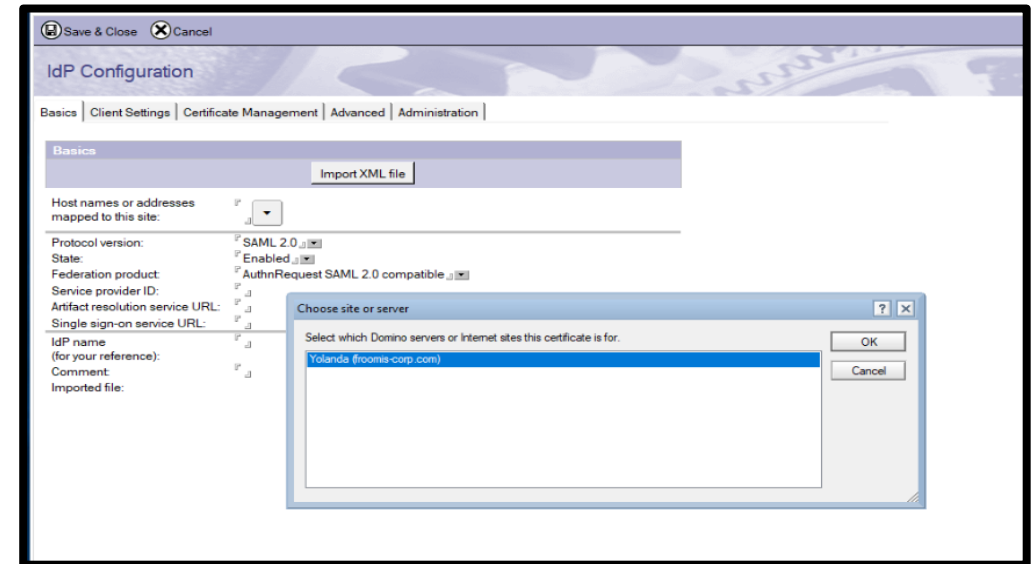 Save & Close Cancel
IdP Configuration
Basics Client Settings Certificate Management Advanced Administration
Basics
Import XML file
Host names or addresses
mapped to this site:
Protocol version: SAML 2.0
State: Enabled
Federation product: AuthnRequest SAML 2.0 compatible
Service provider ID:
Artifact resolution service URL:
Single sign-on service URL:
IdP name
(for your reference):
Comment:
Imported file:
Choose site or server ?
Select which Domino servers or Internet sites this certificate is for.
OK
Yolanda (froomis-corp.com)
Cancel